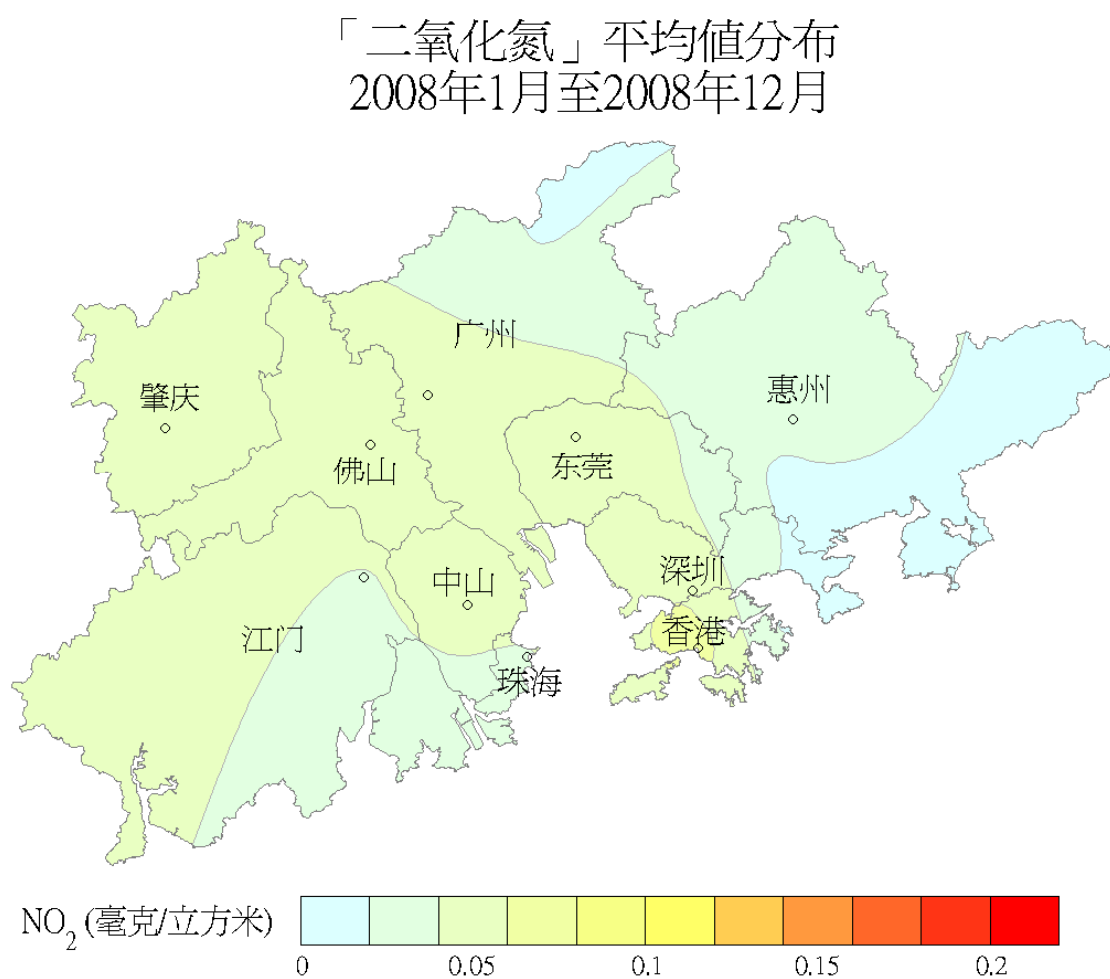 「二氧化氮」平均值分布
2008年1月至2008年12月
广州
肇庆
惠州
佛山
东莞
深圳
中山
香港
江门
珠海
NO₂ (毫克/立方米)
0 0.05 0.1 0.15 0.2